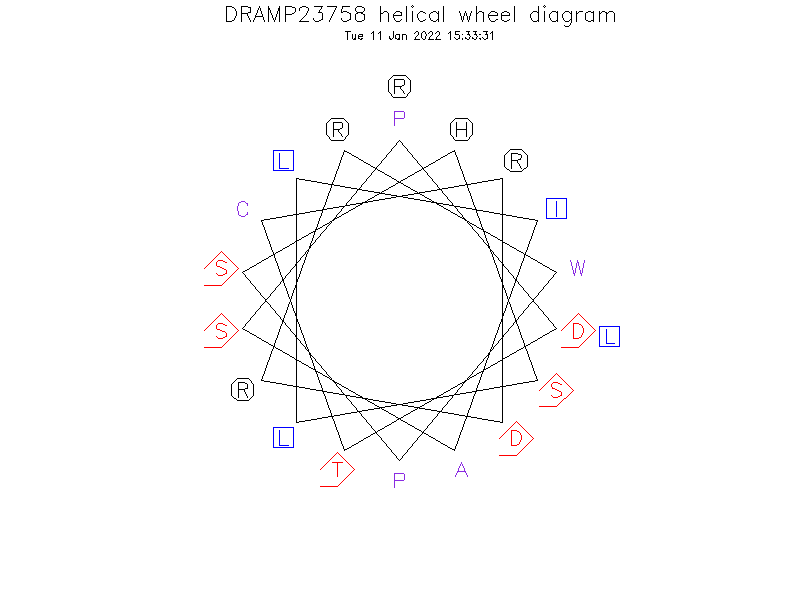 DRAMP23758 helical wheel diagram
Tue 11 Jan 2022 15:33:31
R
P
R H
L R
C I
S W
S D L
R S
L D
T P A